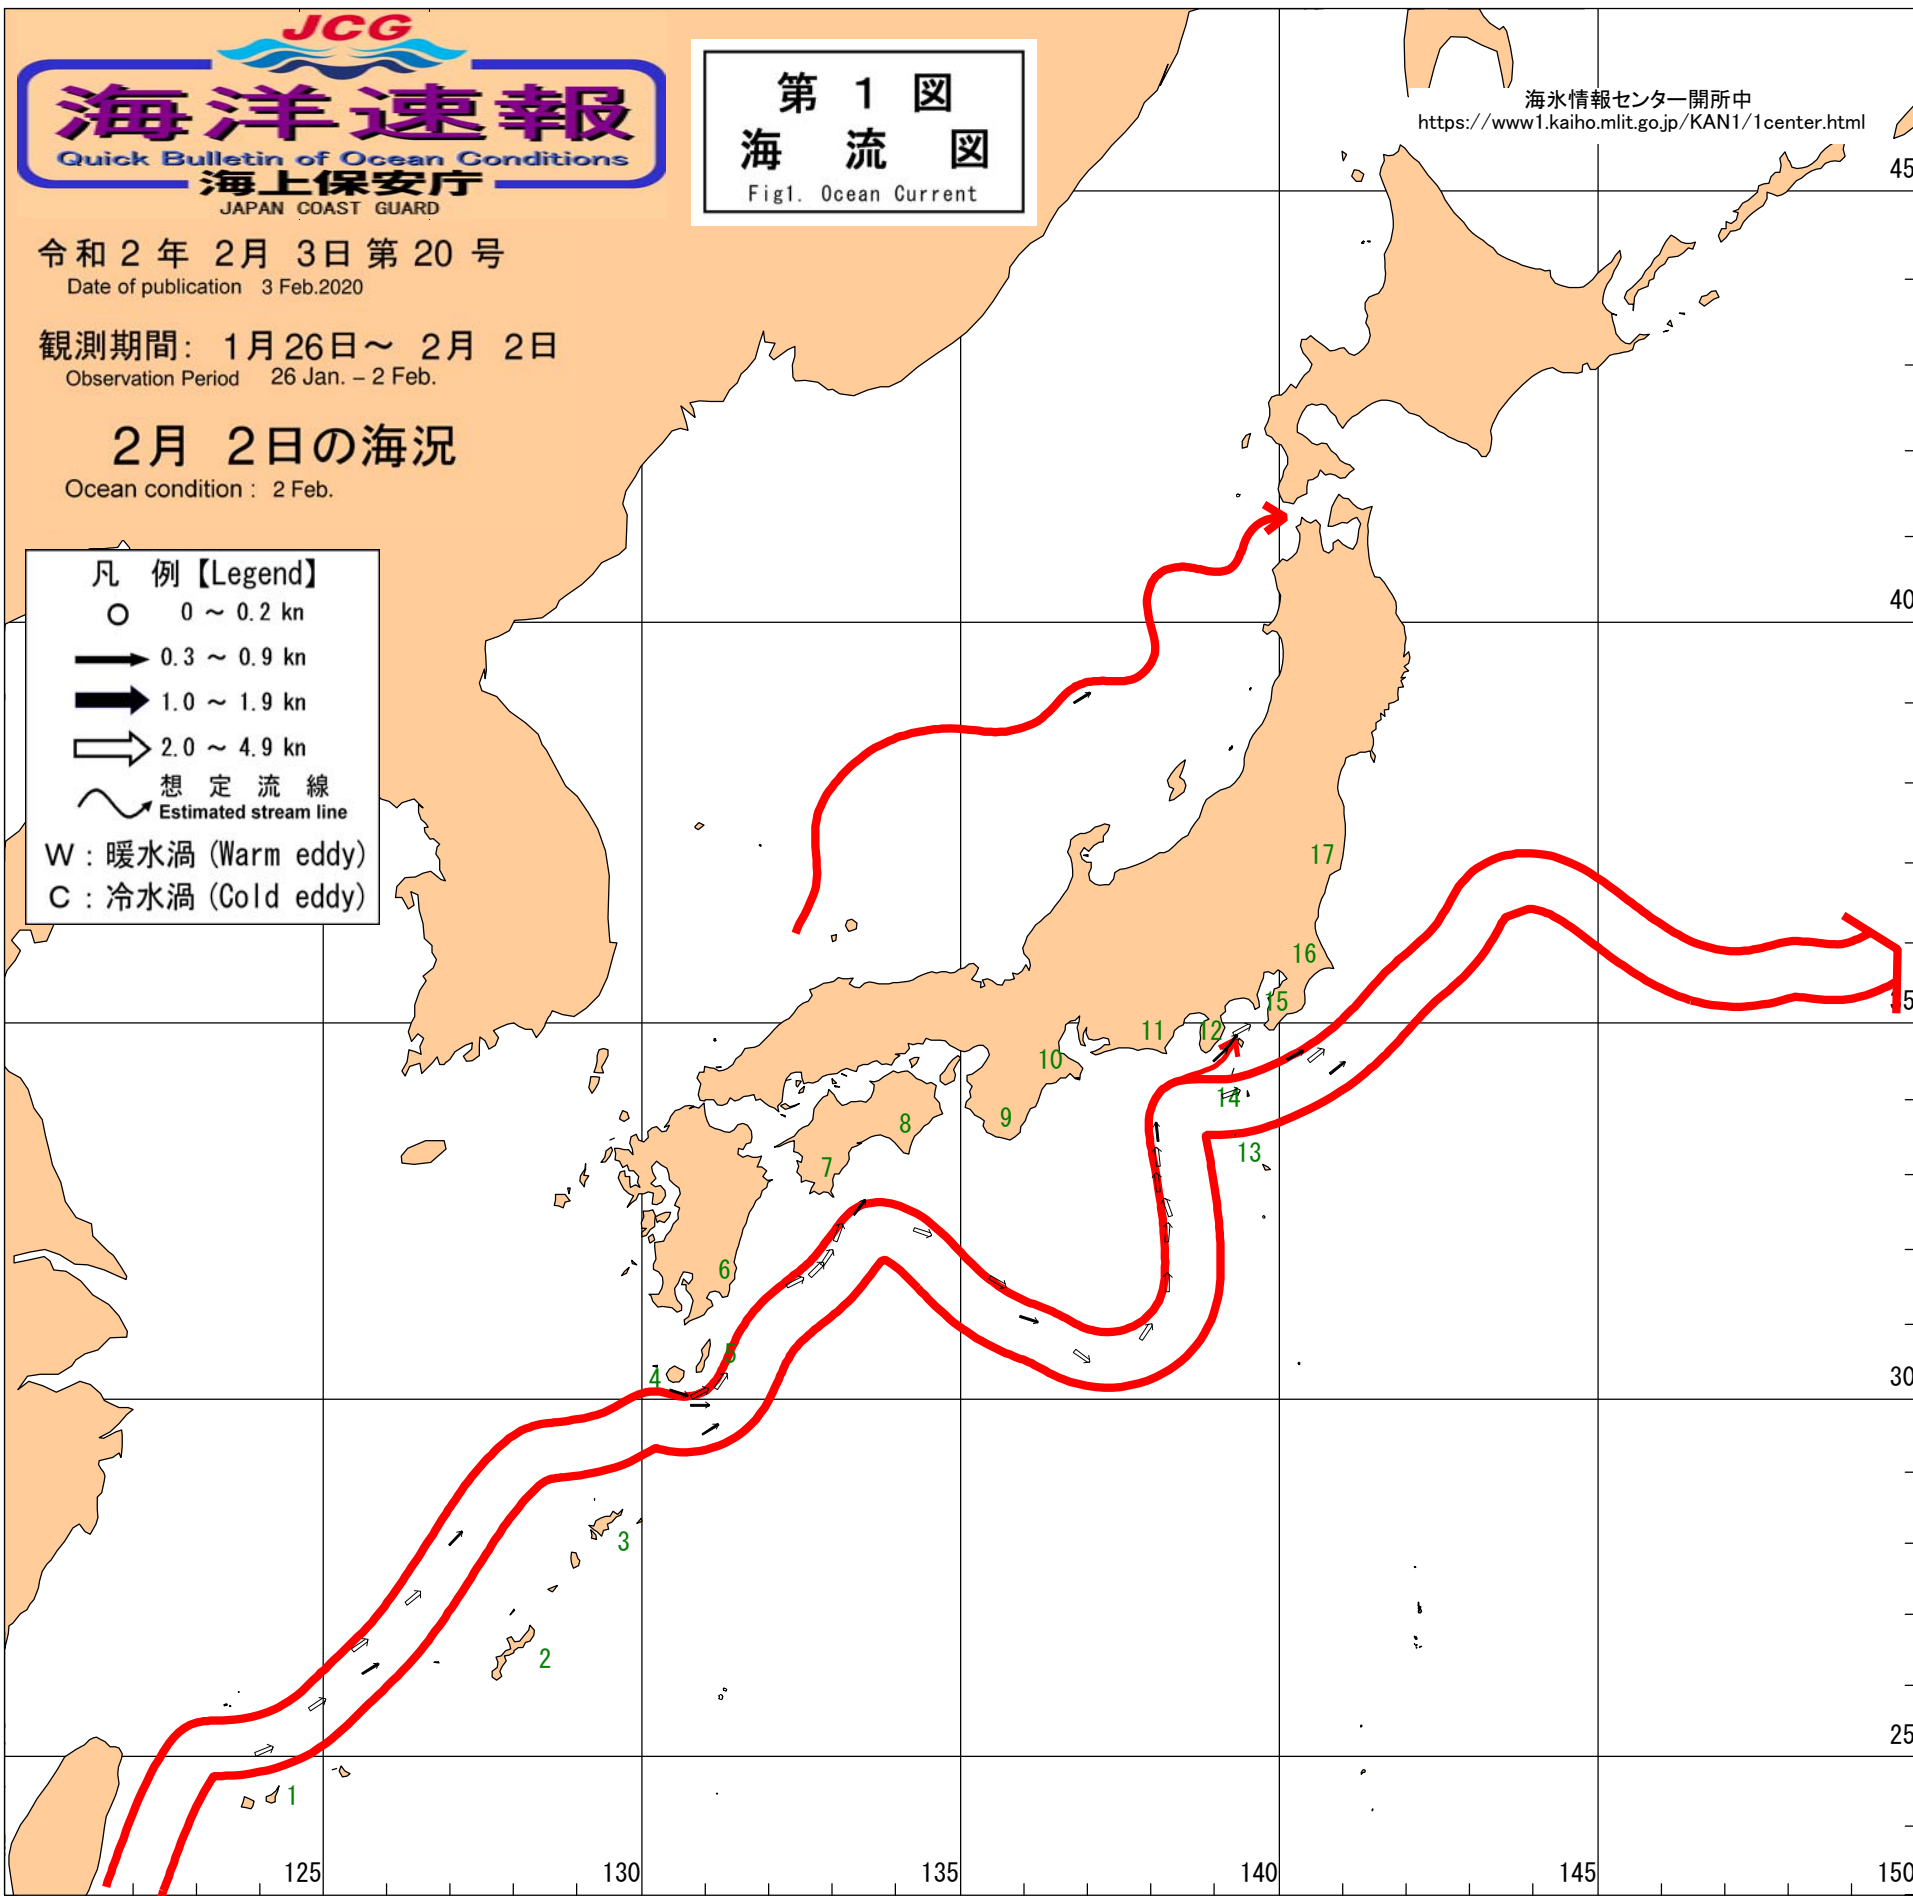 JCG
海洋速報
Quick Bulletin of Ocean Conditions
海上保安庁
JAPAN COAST GUARD
第 1 図
海 流 図
Fig1. Ocean Current
海氷情報センター開所中
https://www1.kaiho.mlit.go.jp/KAN1/1center.html
令和 2 年 2月 3日 第 20 号
Date of publication 3 Feb.2020
観測期間: 1月 26日～ 2月 2日
Observation Period 26 Jan. – 2 Feb.
2月 2日の海況
Ocean condition : 2 Feb.
凡 例【Legend】
0 ～ 0.2 kn
0.3 ～ 0.9 kn
1.0 ～ 1.9 kn
2.0 ～ 4.9 kn
想 定 流 線
Estimated stream line
W : 暖水渦 (Warm eddy)
C : 冷水渦 (Cold eddy)
45
40
17
16
35
15
12
11
10
14
9
8
13
7
6
5
4
30
3
2
25
1
125
130
135
140
145
150